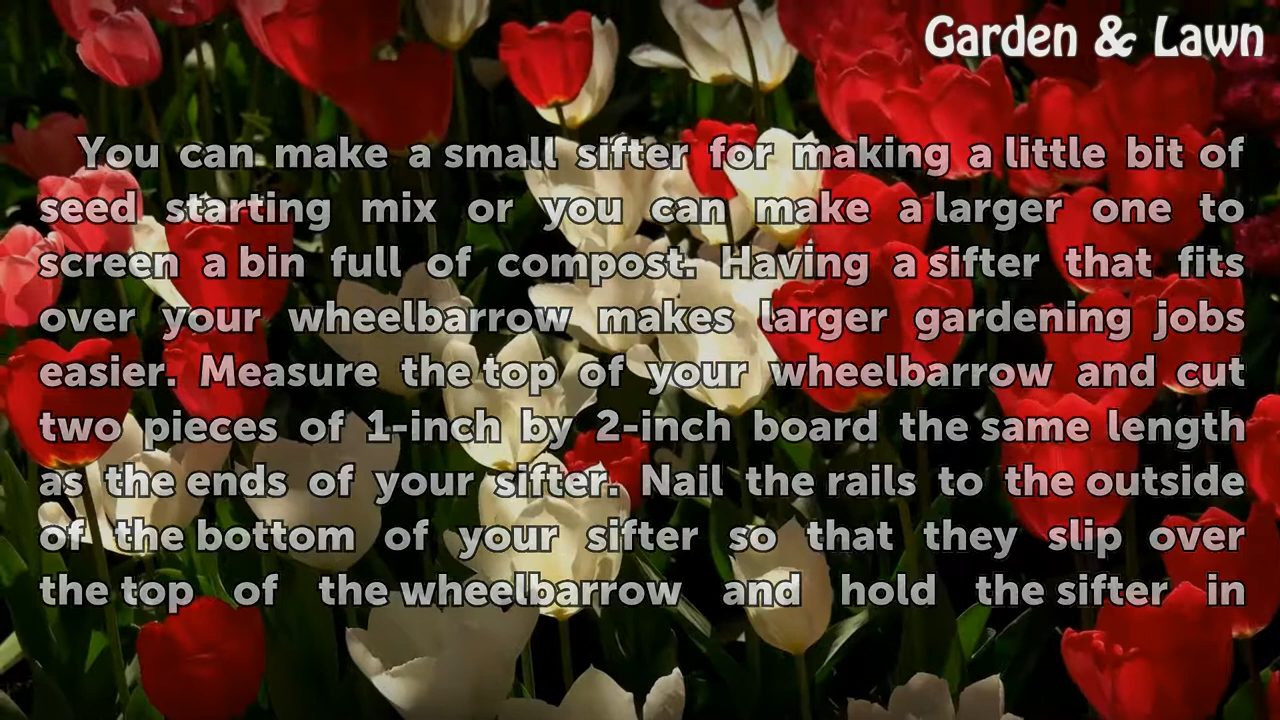 Garden & Lawn
You can make a small sifter for making a little bit of
seed starting mix or you can make a larger one to
screen a bin full of compost. Having a sifter that fits
over your wheelbarrow makes larger gardening jobs
easier. Measure the top of your wheelbarrow and cut
two pieces of 1-inch by 2-inch board the same length
as the ends of your sifter. Nail the rails to the outside
of the bottom of your sifter so that they slip over
the top of the wheelbarrow and hold the sifter in